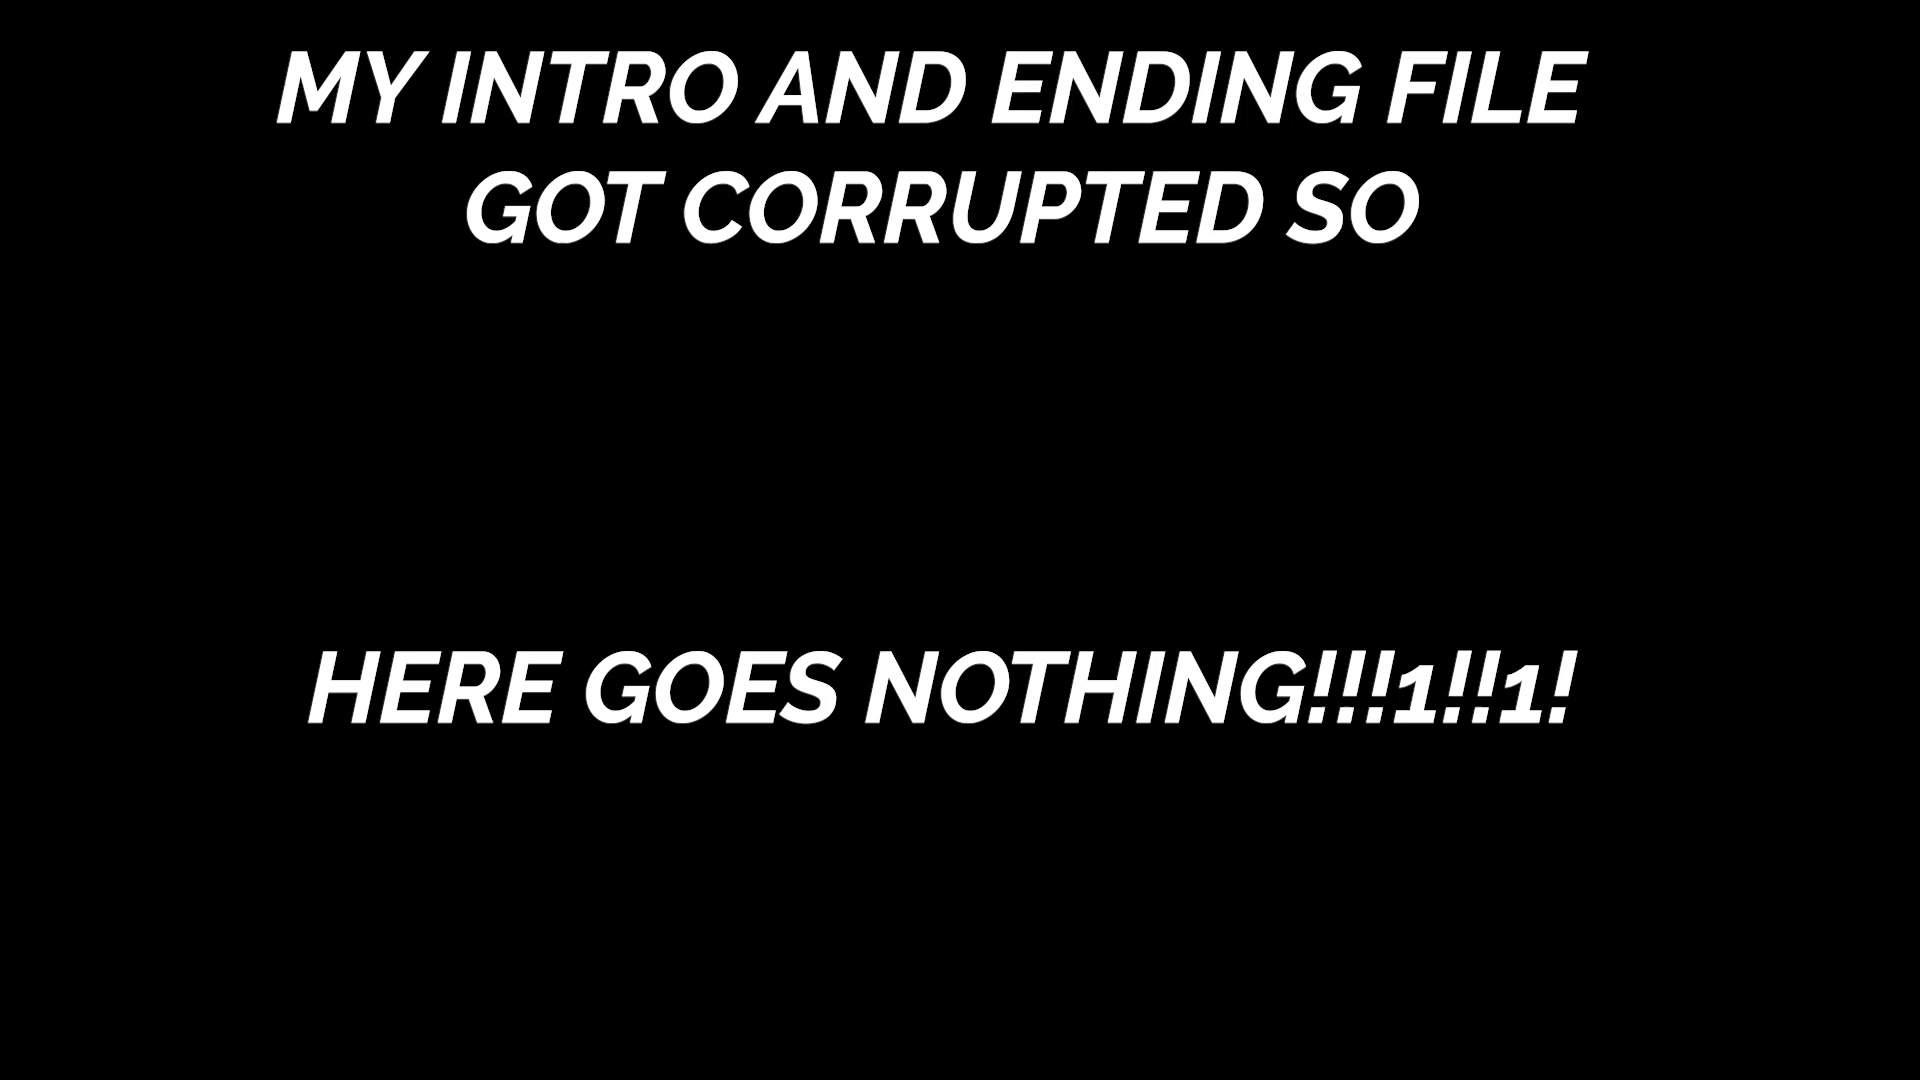 MY INTRO AND ENDING FILE
GOT CORRUPTED SO
HERE GOES NOTHING!!!1!!1!